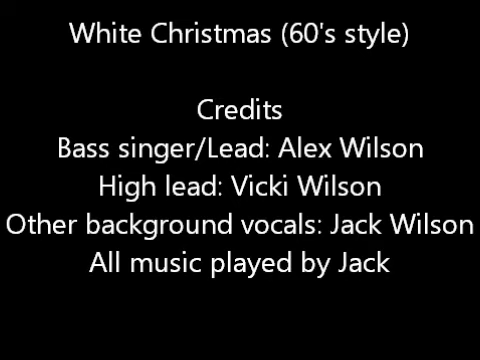 White Christmas (60's style)
Credits
Bass singer/Lead: Alex Wilson
High lead: Vicki Wilson
Other background vocals: Jack Wilson
All music played by Jack